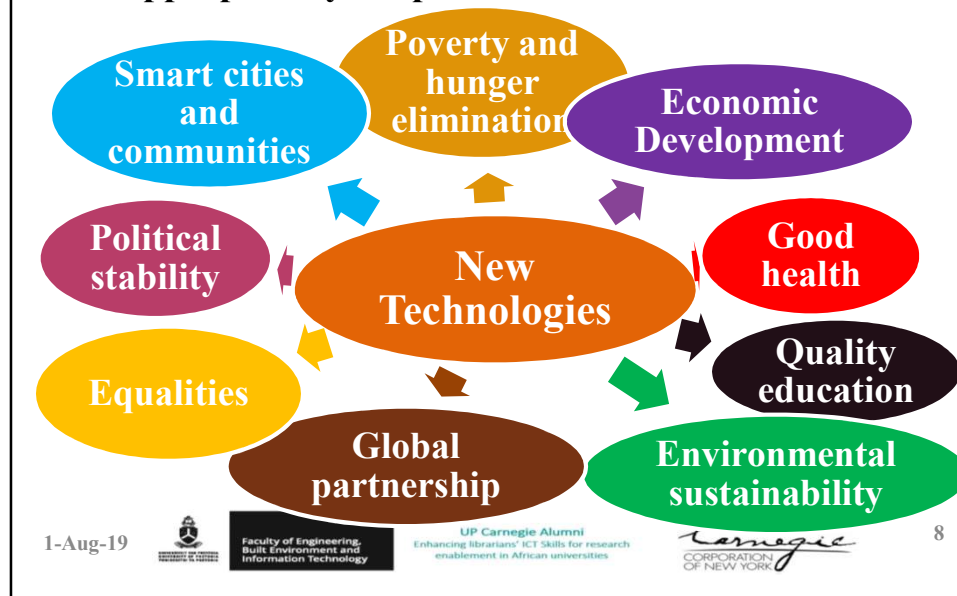 Poverty and
hunger
elimination
Smart cities
and
communities
Economic
Development
Political
stability
New
Technologies
Good
health
Quality
education
Equalities
Global
partnership
Environmental
sustainability
1-Aug-19
Faculty of Engineering,
Built Environment and
Information Technology
UP Carnegie Alumni
Enhancing librarians' ICT Skills for research
enablement in African universities
Carnegie
CORPORATION
OF NEW YORK
8